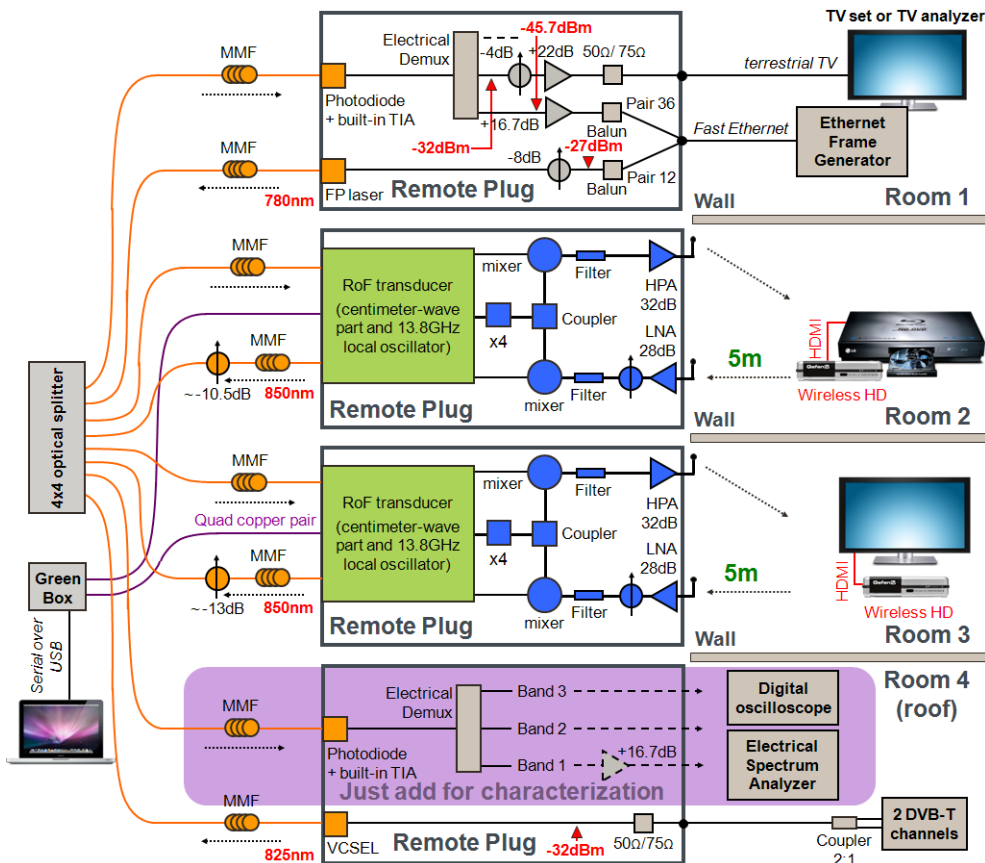 TV set or TV analyzer
MMF
Electrical
Demux
-45.7dBm
-4dB
+22dB
50Ω/ 75Ω
terrestrial TV
Photodiode
+ built-in TIA
+16.7dB
Pair 36
Balun
-32dBm
-27dBm
Fast Ethernet
Ethernet
Frame
Generator
MMF
-8dB
780nm
FP laser
Remote Plug
Balun
Pair 12
Wall
Room 1
MMF
RoF transducer
(centimeter-wave
part and 13.8GHz
local oscillator)
mixer
Filter
HPA
32dB
x4
Coupler
LNA
28dB
5m
HDMI
Wireless HD
MMF
~-10.5dB
850nm
Remote Plug
mixer
Filter
Wall
Room 2
4x4 optical splitter
MMF
RoF transducer
(centimeter-wave
part and 13.8GHz
local oscillator)
mixer
Filter
HPA
32dB
Quad copper pair
x4
Coupler
LNA
28dB
5m
HDMI
Wireless HD
MMF
~-13dB
850nm
Remote Plug
mixer
Filter
Wall
Room 3
Green
Box
Serial over
USB
Room 4
(roof)
MMF
Electrical
Demux
Band 3
Band 2
Band 1
+16.7dB
Digital
oscilloscope
Electrical
Spectrum
Analyzer
Photodiode
+ built-in TIA
Just add for characterization
MMF
825nm
VCSEL
Remote Plug
-32dBm
50Ω/75Ω
Coupler
2:1
2 DVB-T
channels